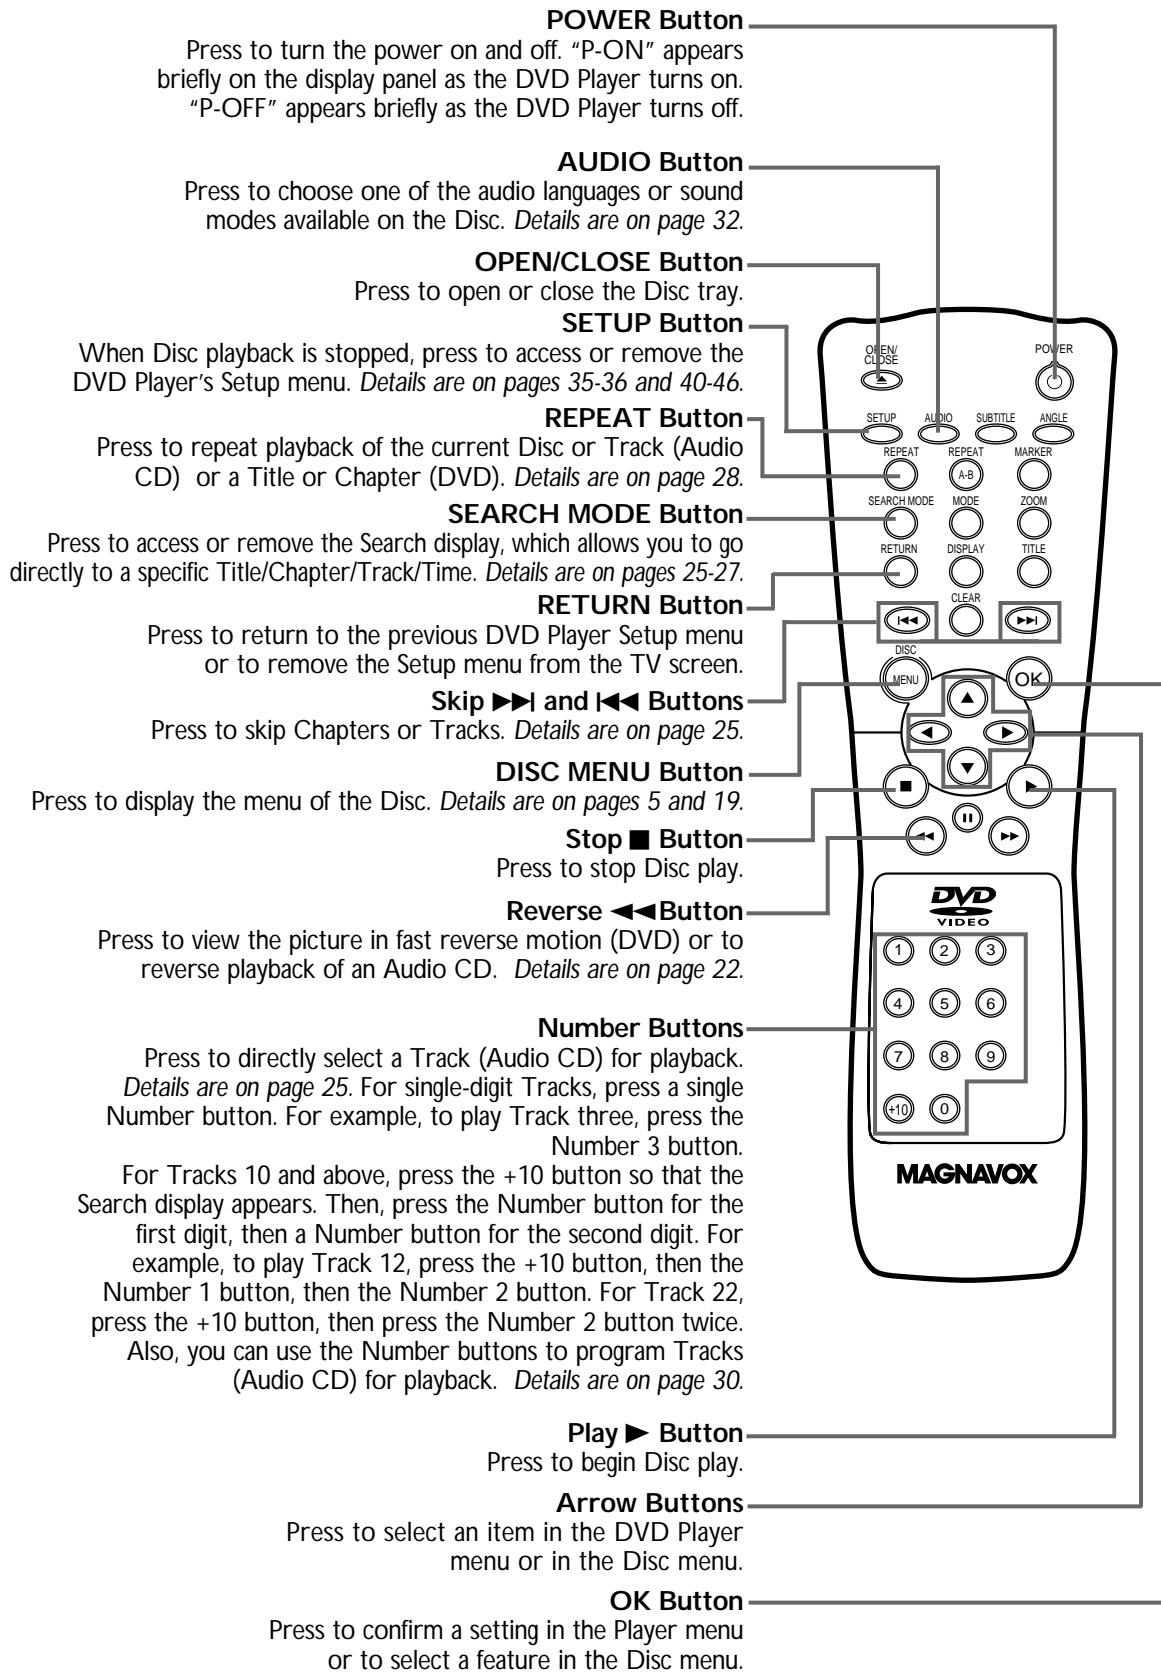 POWER Button
Press to turn the power on and off. “P-ON” appears
briefly on the display panel as the DVD Player turns on.
“P-OFF” appears briefly as the DVD Player turns off.
AUDIO Button
Press to choose one of the audio languages or sound
modes available on the Disc. Details are on page 32.
OPEN/CLOSE Button
Press to open or close the Disc tray.
SETUP Button
When Disc playback is stopped, press to access or remove the
DVD Player’s Setup menu. Details are on pages 35-36 and 40-46.
REPEAT Button
Press to repeat playback of the current Disc or Track (Audio
CD) or a Title or Chapter (DVD). Details are on page 28.
SEARCH MODE Button
Press to access or remove the Search display, which allows you to go
directly to a specific Title/Chapter/Track/Time. Details are on pages 25-27.
RETURN Button
Press to return to the previous DVD Player Setup menu
or to remove the Setup menu from the TV screen.
Skip ▶▶| and |◀◀ Buttons
Press to skip Chapters or Tracks. Details are on page 25.
DISC MENU Button
Press to display the menu of the Disc. Details are on pages 5 and 19.
Stop ■ Button
Press to stop Disc play.
Reverse ◀◀ Button
Press to view the picture in fast reverse motion (DVD) or to
reverse playback of an Audio CD. Details are on page 22.
Number Buttons
Press to directly select a Track (Audio CD) for playback.
Details are on page 25. For single-digit Tracks, press a single
Number button. For example, to play Track three, press the
Number 3 button.
For Tracks 10 and above, press the +10 button so that the
Search display appears. Then, press the Number button for the
first digit, then a Number button for the second digit. For
example, to play Track 12, press the +10 button, then the
Number 1 button, then the Number 2 button. For Track 22,
press the +10 button, then press the Number 2 button twice.
Also, you can use the Number buttons to program Tracks
(Audio CD) for playback. Details are on page 30.
Play ▶ Button
Press to begin Disc play.
Arrow Buttons
Press to select an item in the DVD Player
menu or in the Disc menu.
OK Button
Press to confirm a setting in the Player menu
or to select a feature in the Disc menu.
OPEN/
CLOSE
POWER
SETUP AUDIO SUBTITLE ANGLE
REPEAT REPEAT MARKER
A-B
SEARCH MODE MODE ZOOM
RETURN DISPLAY TITLE
CLEAR
DISC
MENU
OK
DVD
VIDEO
1 2 3
4 5 6
7 8 9
+10 0
MAGNAVOX